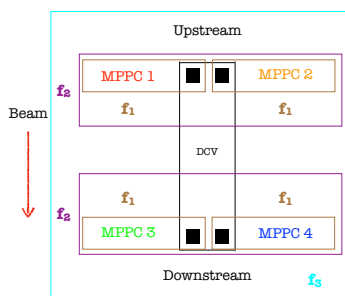 Upstream
MPPC 1 MPPC 2
f₂
f₁ f₁
Beam
DCV
f₁ f₁
f₂
MPPC 3 MPPC 4
Downstream
f₃